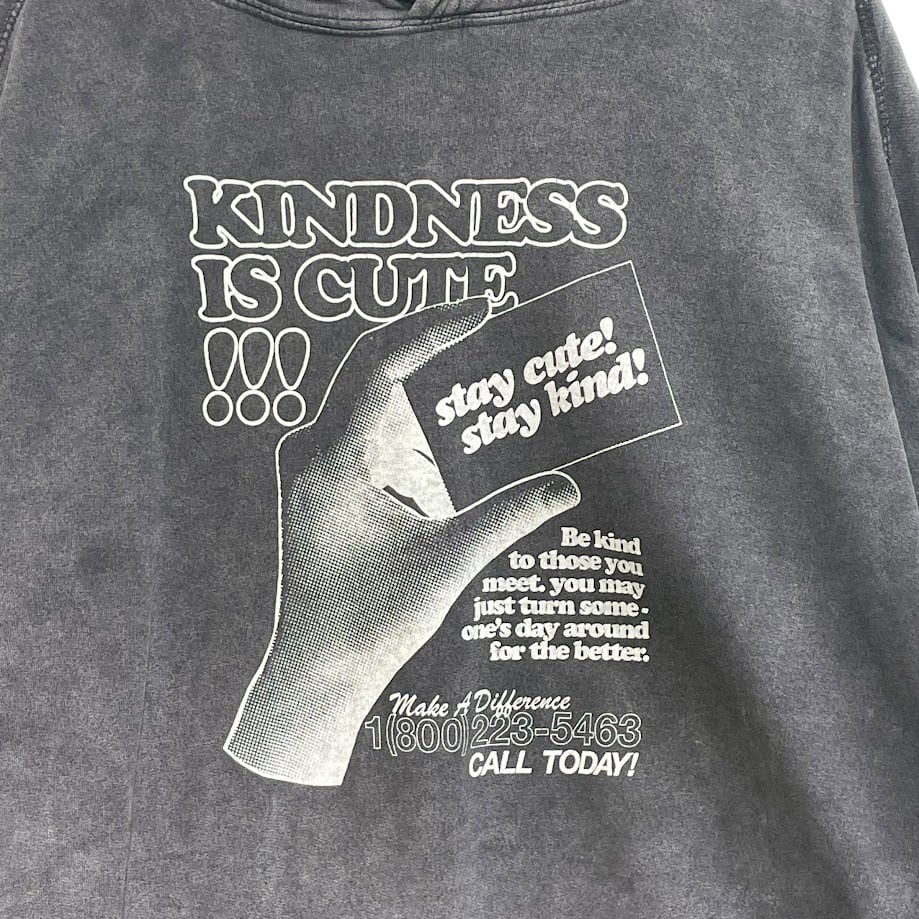 KINDNESS
IS CUTE
!!!
stay cute!
stay kind!
Be kind
to those you
meet. you may
just turn some-
one's day around
for the better.
Make A Difference
1(800)223-5463
CALL TODAY!